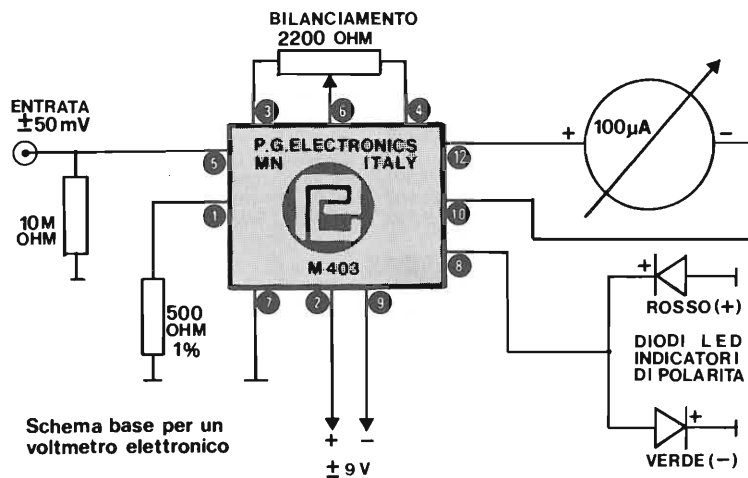 BILANCIAMENTO
2200 OHM
ENTRATA
±50mV
3
6
4
P.G.ELECTRONICS
MN ITALY
5
12
+
100µA
-
1
10
10M
OHM
M 403
8
+
ROSSO(+)
7
2
9
500
OHM
1%
DIODI LED
INDICATORI
DI POLARITA
Schema base per un
voltmetro elettronico
+
-
± 9 V
+
VERDE(-)